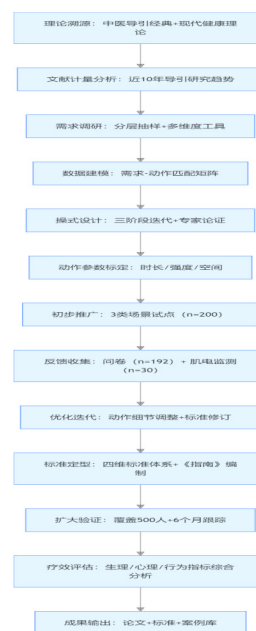 理论溯源：中医导引经典+现代健康理
论
文献计量分析：近10年导引研究趋势
需求调研：分层抽样+多维度工具
数据建模：需求-动作匹配矩阵
操式设计：三阶段迭代+专家论证
动作参数标定：时长/强度/空间
初步推广：3类场景试点（n=200）
反馈收集：问卷（n=192）+肌电监测
（n=30）
优化迭代：动作细节调整+标准修订
标准定型：四维标准体系+《指南》编
制
扩大验证：覆盖500人+6个月跟踪
疗效评估：生理/心理/行为指标综合
分析
成果输出：论文+标准+案例库